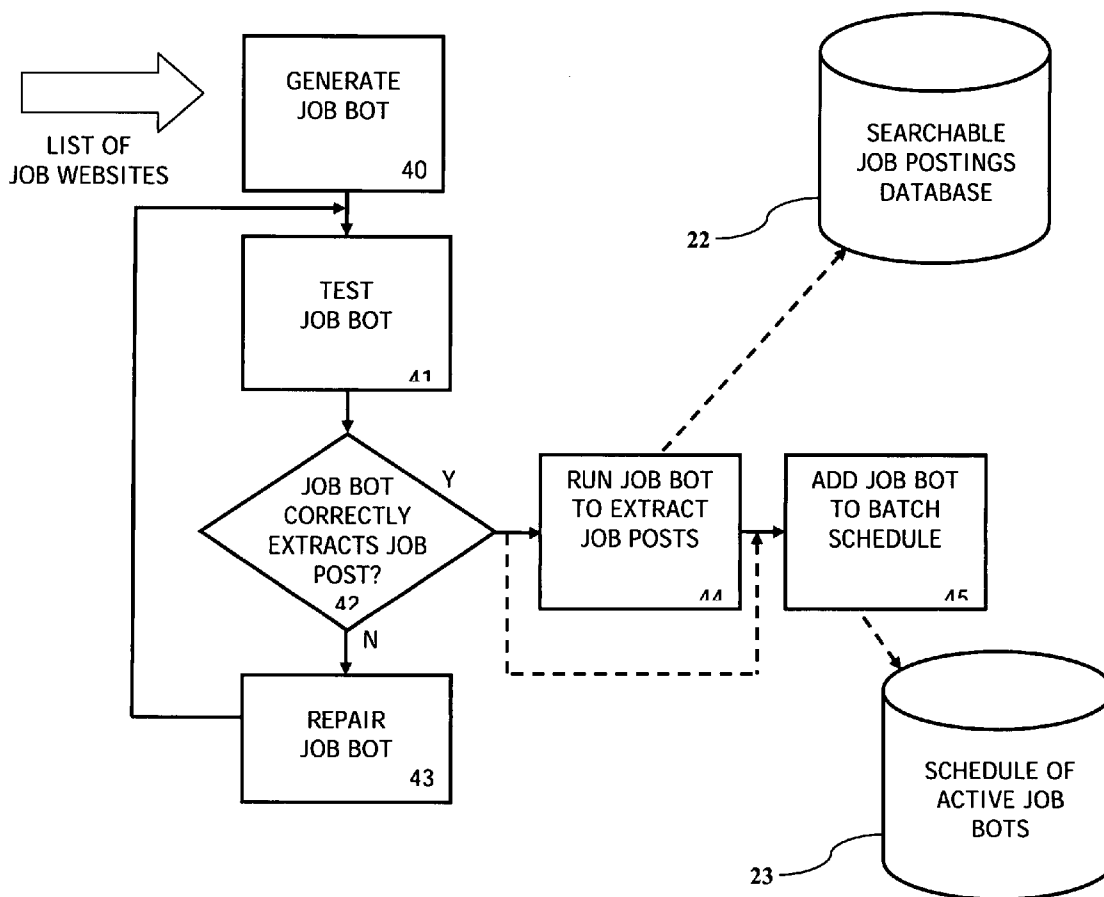 GENERATE
JOB BOT
40
LIST OF
JOB WEBSITES
SEARCHABLE
JOB POSTINGS
DATABASE
22
TEST
JOB BOT
41
JOB BOT
CORRECTLY
EXTRACTS JOB
POST?
42
Y
N
RUN JOB BOT
TO EXTRACT
JOB POSTS
44
ADD JOB BOT
TO BATCH
SCHEDULE
45
REPAIR
JOB BOT
43
SCHEDULE OF
ACTIVE JOB
BOTS
23